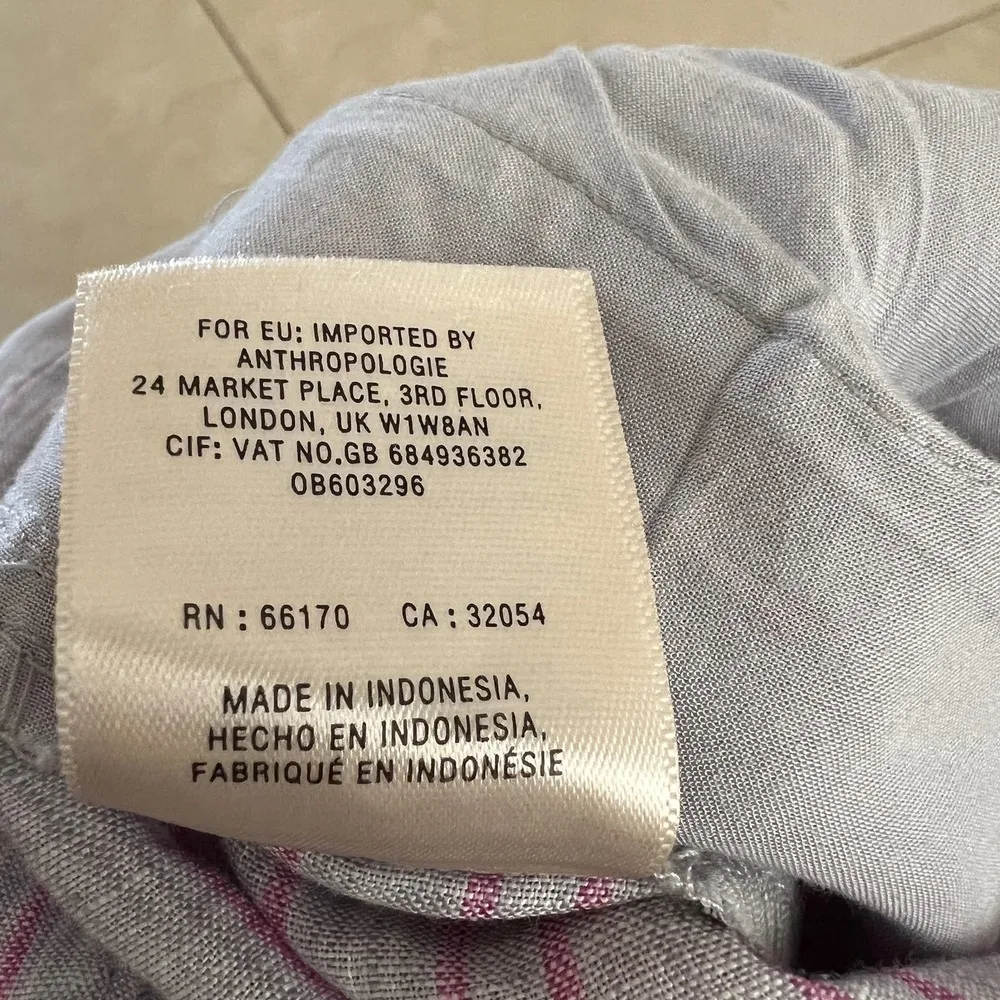 FOR EU: IMPORTED BY
ANTHROPOLOGIE
24 MARKET PLACE, 3RD FLOOR,
LONDON, UK W1W8AN
CIF: VAT NO.GB 684936382
OB603296
RN : 66170 CA : 32054
MADE IN INDONESIA,
HECHO EN INDONESIA,
FABRIQUÉ EN INDONÉSIE